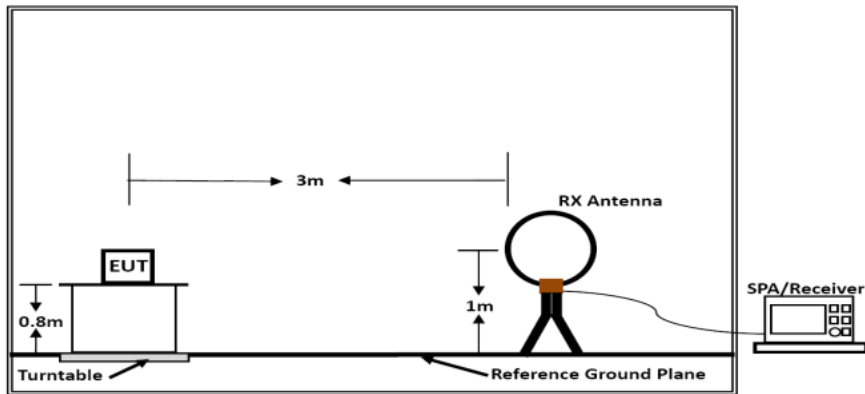 3m
RX Antenna
EUT
SPA/Receiver
0.8m
1m
Turntable
Reference Ground Plane